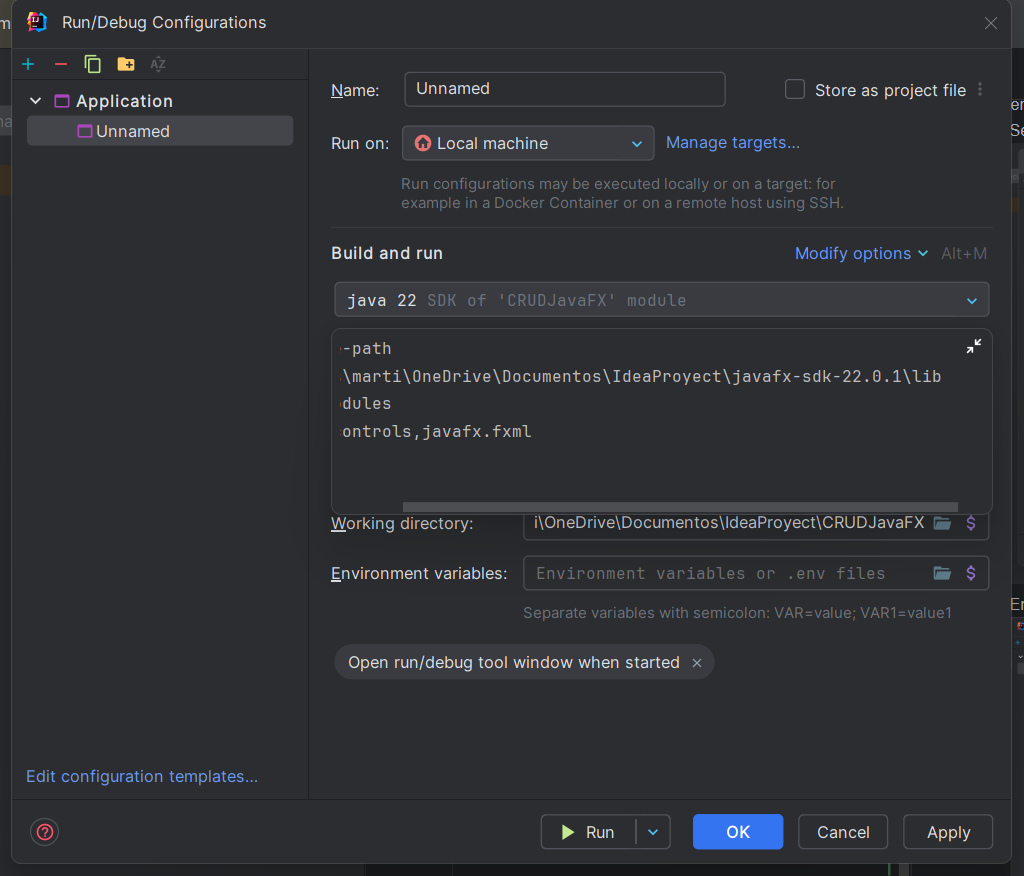 Run/Debug Configurations
Application
Unnamed
Name: Unnamed Store as project file
Run on: Local machine Manage targets...
Run configurations may be executed locally or on a target: for
example in a Docker Container or on a remote host using SSH.
Build and run Modify options Alt+M
java 22 SDK of 'CRUDJavaFX' module
-path
\marti\OneDrive\Documentos\IdeaProyect\javafx-sdk-22.0.1\lib
dules
ontrols,javafx.fxml
Working directory: i\OneDrive\Documentos\IdeaProyect\CRUDJavaFX
Environment variables: Environment variables or .env files
Separate variables with semicolon: VAR=value; VAR1=value1
Open run/debug tool window when started
Edit configuration templates...
Run OK Cancel Apply